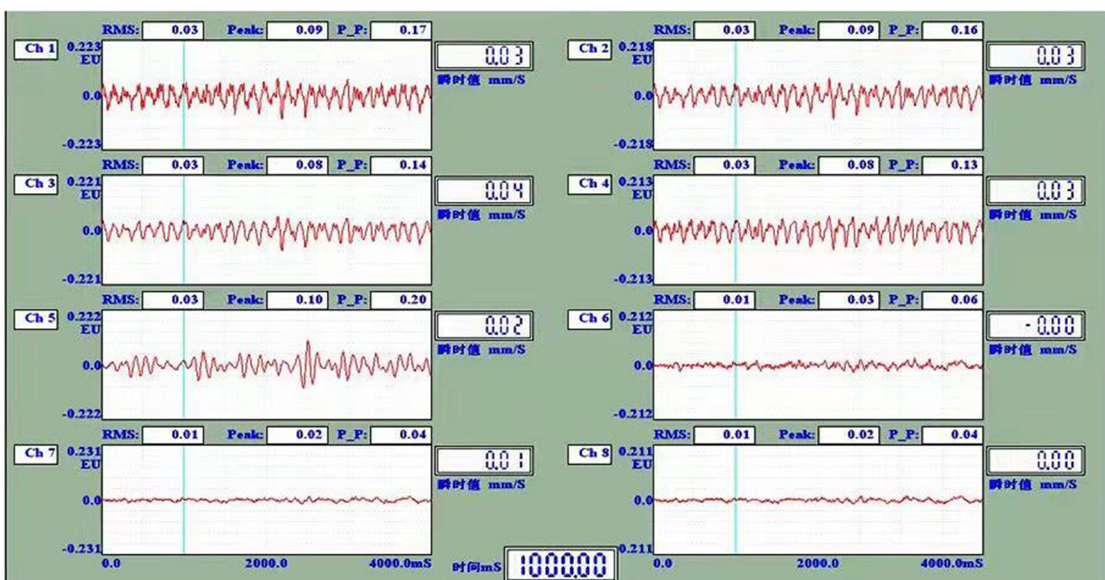 RMS: 0.03 Peak: 0.09 P_P: 0.17
Ch 1 0.223 EU 0.0 -0.223
0.03
瞬时值 mm/S
RMS: 0.03 Peak: 0.09 P_P: 0.16
Ch 2 0.218 EU 0.0 -0.218
0.03
瞬时值 mm/S
RMS: 0.03 Peak: 0.08 P_P: 0.14
Ch 3 0.221 EU 0.0 -0.221
0.04
瞬时值 mm/S
RMS: 0.03 Peak: 0.08 P_P: 0.13
Ch 4 0.213 EU 0.0 -0.213
0.03
瞬时值 mm/S
RMS: 0.03 Peak: 0.10 P_P: 0.20
Ch 5 0.222 EU 0.0 -0.222
0.02
瞬时值 mm/S
RMS: 0.01 Peak: 0.03 P_P: 0.06
Ch 6 0.212 EU 0.0 -0.212
-0.00
瞬时值 mm/S
RMS: 0.01 Peak: 0.02 P_P: 0.04
Ch 7 0.231 EU 0.0 -0.231
0.01
瞬时值 mm/S
0.0 2000.0 4000.0mS
RMS: 0.01 Peak: 0.02 P_P: 0.04
Ch 8 0.211 EU 0.0 -0.211
0.00
瞬时值 mm/S
0.0 2000.0 4000.0mS
时间mS 1000.00